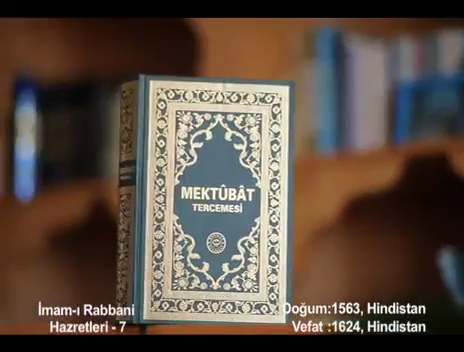 MEKTÛBÂT
TERCEMESİ
İmam-ı Rabbani
Hazretleri - 7
Doğum:1563, Hindistan
Vefat :1624, Hindistan